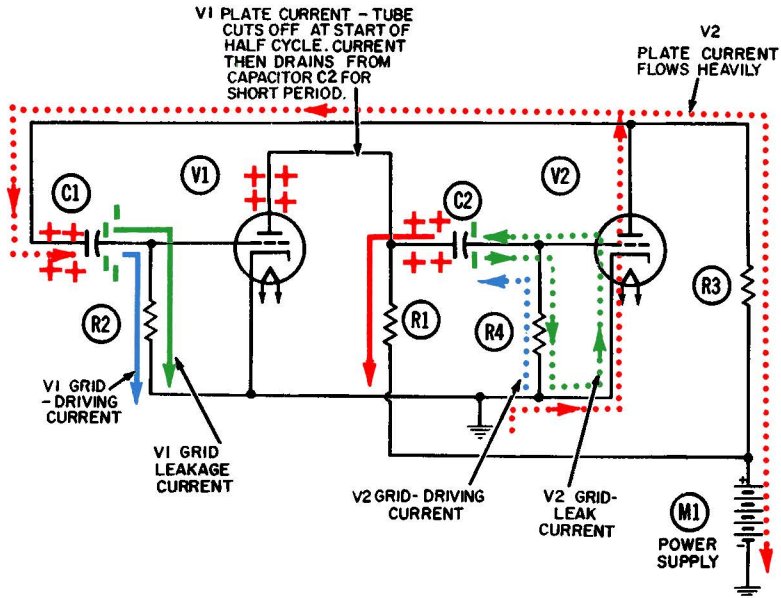 V1 PLATE CURRENT - TUBE
CUTS OFF AT START OF
HALF CYCLE. CURRENT
THEN DRAINS FROM
CAPACITOR C2 FOR
SHORT PERIOD.
V2
PLATE CURRENT
FLOWS HEAVILY
C1
V1
C2
V2
R2
R1
R4
R3
V1 GRID
-DRIVING
CURRENT
V1 GRID
LEAKAGE
CURRENT
V2 GRID-DRIVING
CURRENT
V2 GRID-
LEAK
CURRENT
M1
POWER
SUPPLY